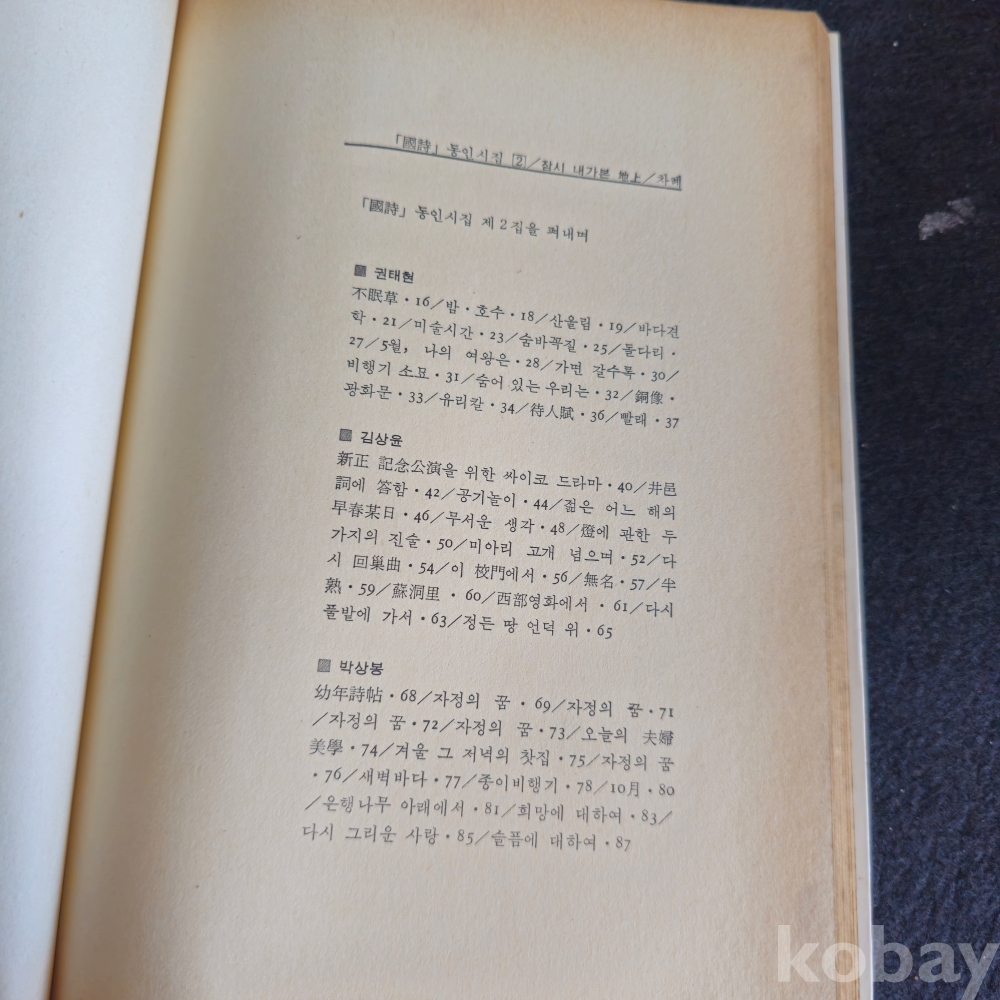 「國詩」 동인시집 2/잠시 내가본 地上/차례
「國詩」 동인시집 제2집을 펴내며
▩ 권태현
不眠草·16/밤·호수·18/산울림·19/바다견
학·21/미술시간·23/숨바꼭질·25/돌다리·
27/5월, 나의 여왕은·28/가면 갈수록·30/
비행기 소묘·31/숨어 있는 우리는·32/銅像·
광화문·33/유리칼·34/待人賦·36/빨래·37
▩ 김상윤
新正 記念公演을 위한 싸이코 드라마·40/井邑
詞에 答함·42/공기놀이·44/젊은 어느 해의
早春某日·46/무서운 생각·48/燈에 관한 두
가지의 진술·50/미아리 고개 넘으며·52/다
시 回巢曲·54/이 校門에서·56/無名·57/半
熟·59/蘇洞里·60/西部영화에서·61/다시
풀밭에 가서·63/정든 땅 언덕 위·65
▩ 박상봉
幼年詩帖·68/자정의 꿈·69/자정의 꿈·71
/자정의 꿈·72/자정의 꿈·73/오늘의 夫婦
美學·74/겨울 그 저녁의 찻집·75/자정의 꿈
·76/새벽바다·77/종이비행기·78/10月·80
/은행나무 아래에서·81/희망에 대하여·83/
다시 그리운 사랑·85/슬픔에 대하여·87
kobay